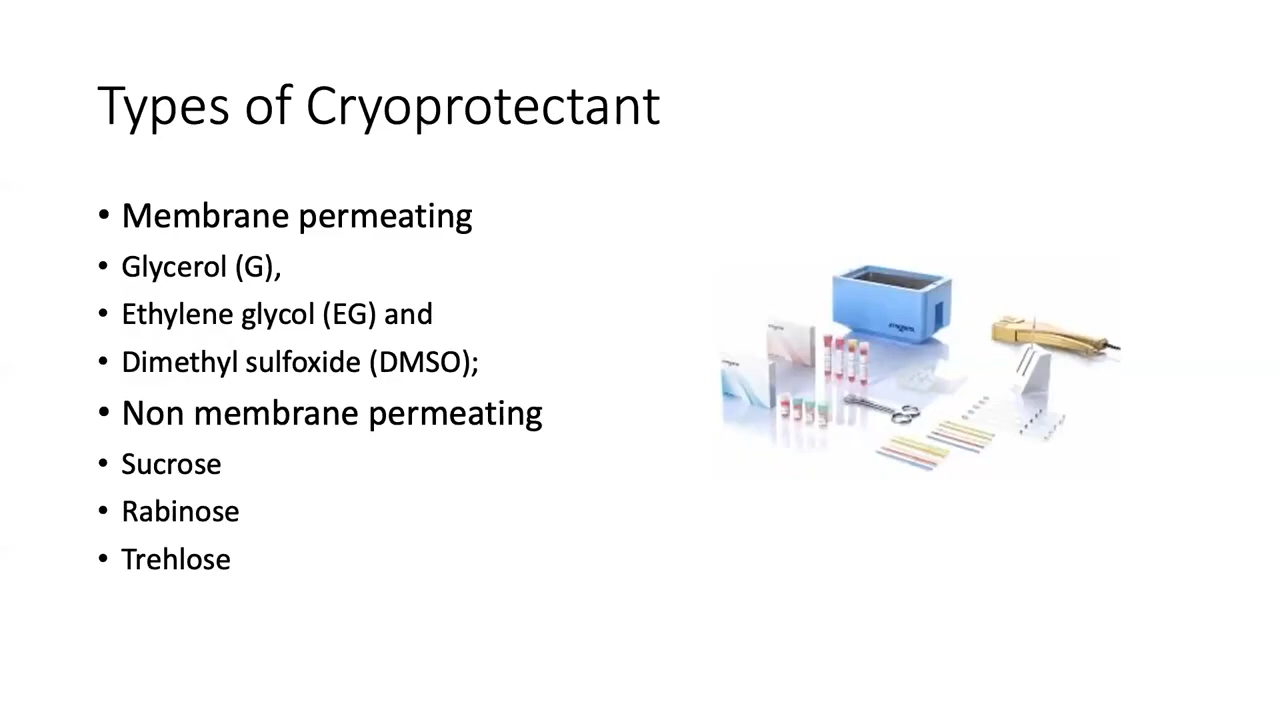 Types of Cryoprotectant
• Membrane permeating
• Glycerol (G),
• Ethylene glycol (EG) and
• Dimethyl sulfoxide (DMSO);
• Non membrane permeating
• Sucrose
• Rabinose
• Trehlose